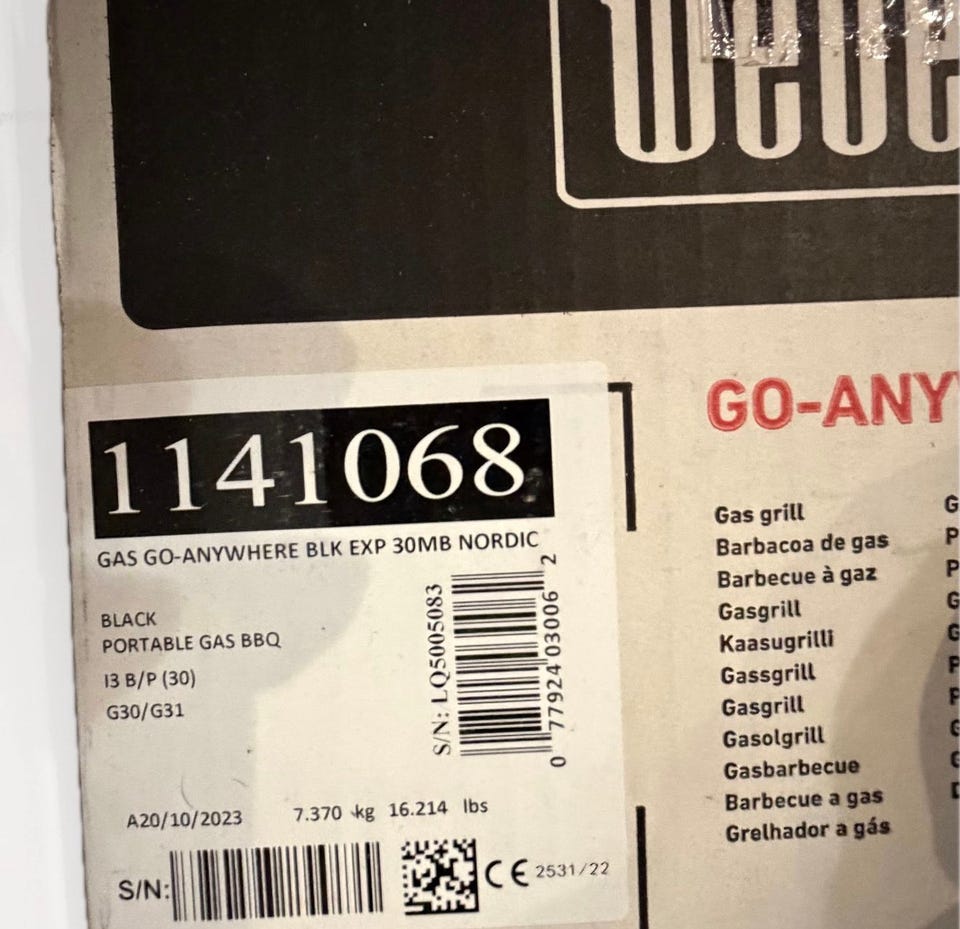 Webe
GO-ANY
1141068
GAS GO-ANYWHERE BLK EXP 30MB NORDIC
BLACK
PORTABLE GAS BBQ
I3 B/P (30)
G30/G31
S/N: LQ5005083
0 77924 03006 2
A20/10/2023 7.370 kg 16.214 lbs
S/N:
CE 2531/22
Gas grill
Barbacoa de gas
Barbecue à gaz
Gasgrill
Kaasugrilli
Gassgrill
Gasgrill
Gasolgrill
Gasbarbecue
Barbecue a gas
Grelhador a gás